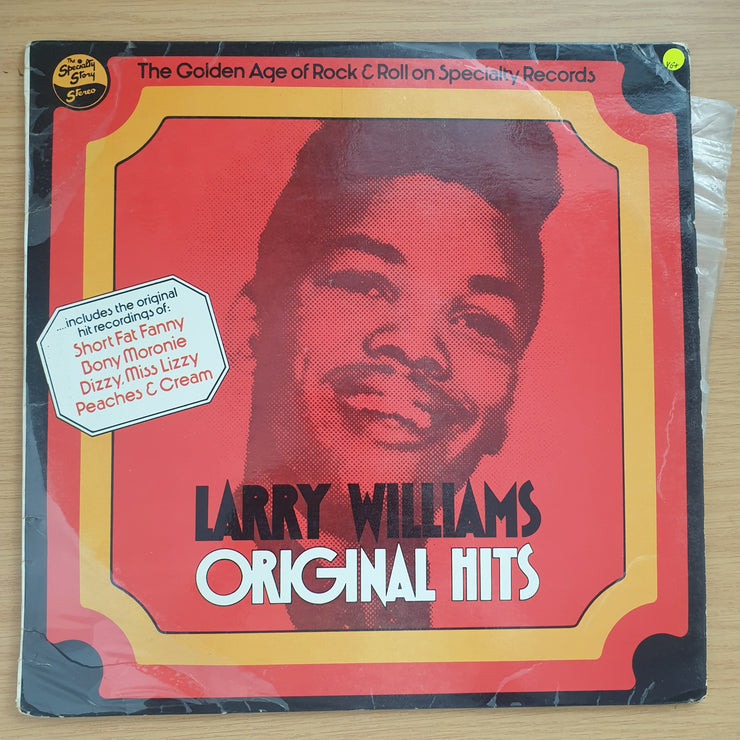 The
Specialty
Story
Stereo
The Golden Age of Rock & Roll on Specialty Records
VG+
....includes the original
hit recordings of:
Short Fat Fanny
Bony Moronie
Dizzy, Miss Lizzy
Peaches & Cream
LARRY WILLIAMS
ORIGINAL HITS